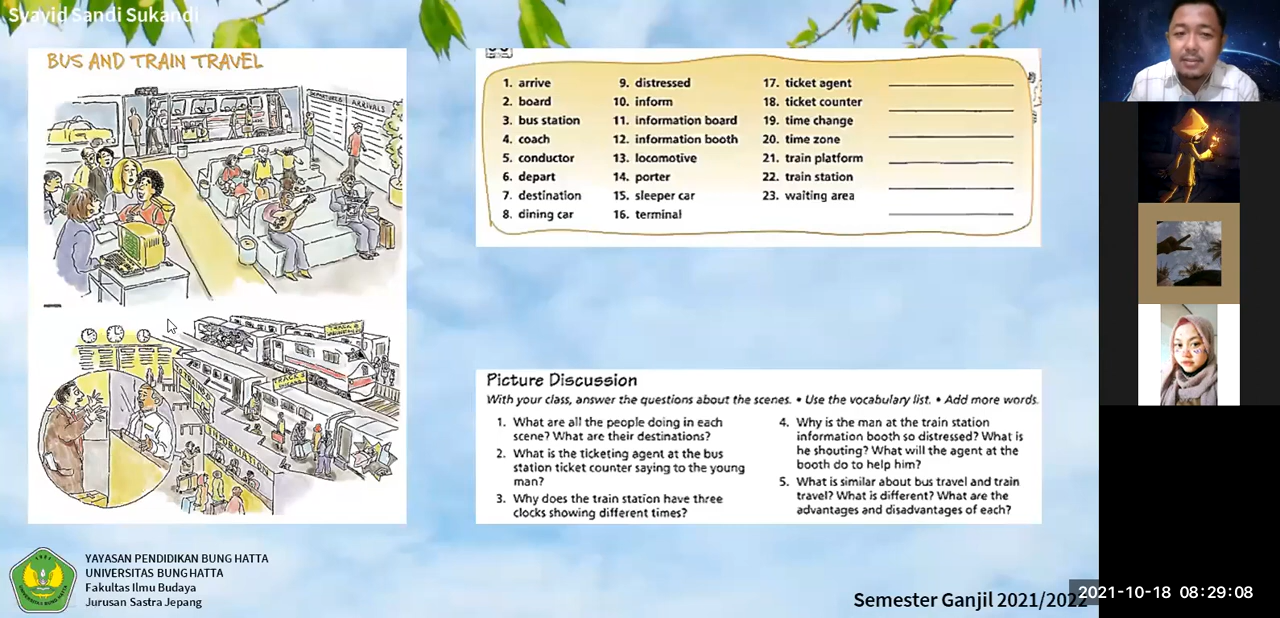 Syayid Sandi Sukandi
BUS AND TRAIN TRAVEL
ARRIVALS
INFORMATION
1. arrive
2. board
3. bus station
4. coach
5. conductor
6. depart
7. destination
8. dining car
9. distressed
10. inform
11. information board
12. information booth
13. locomotive
14. porter
15. sleeper car
16. terminal
17. ticket agent
18. ticket counter
19. time change
20. time zone
21. train platform
22. train station
23. waiting area
Picture Discussion
With your class, answer the questions about the scenes. • Use the vocabulary list. • Add more words.
1. What are all the people doing in each
scene? What are their destinations?
2. What is the ticketing agent at the bus
station ticket counter saying to the young
man?
3. Why does the train station have three
clocks showing different times?
4. Why is the man at the train station
information booth so distressed? What is
he shouting? What will the agent at the
booth do to help him?
5. What is similar about bus travel and train
travel? What is different? What are the
advantages and disadvantages of each?
YAYASAN PENDIDIKAN BUNG HATTA
UNIVERSITAS BUNG HATTA
Fakultas Ilmu Budaya
Jurusan Sastra Jepang
Semester Ganjil 2021/2022
2021-10-18 08:29:08